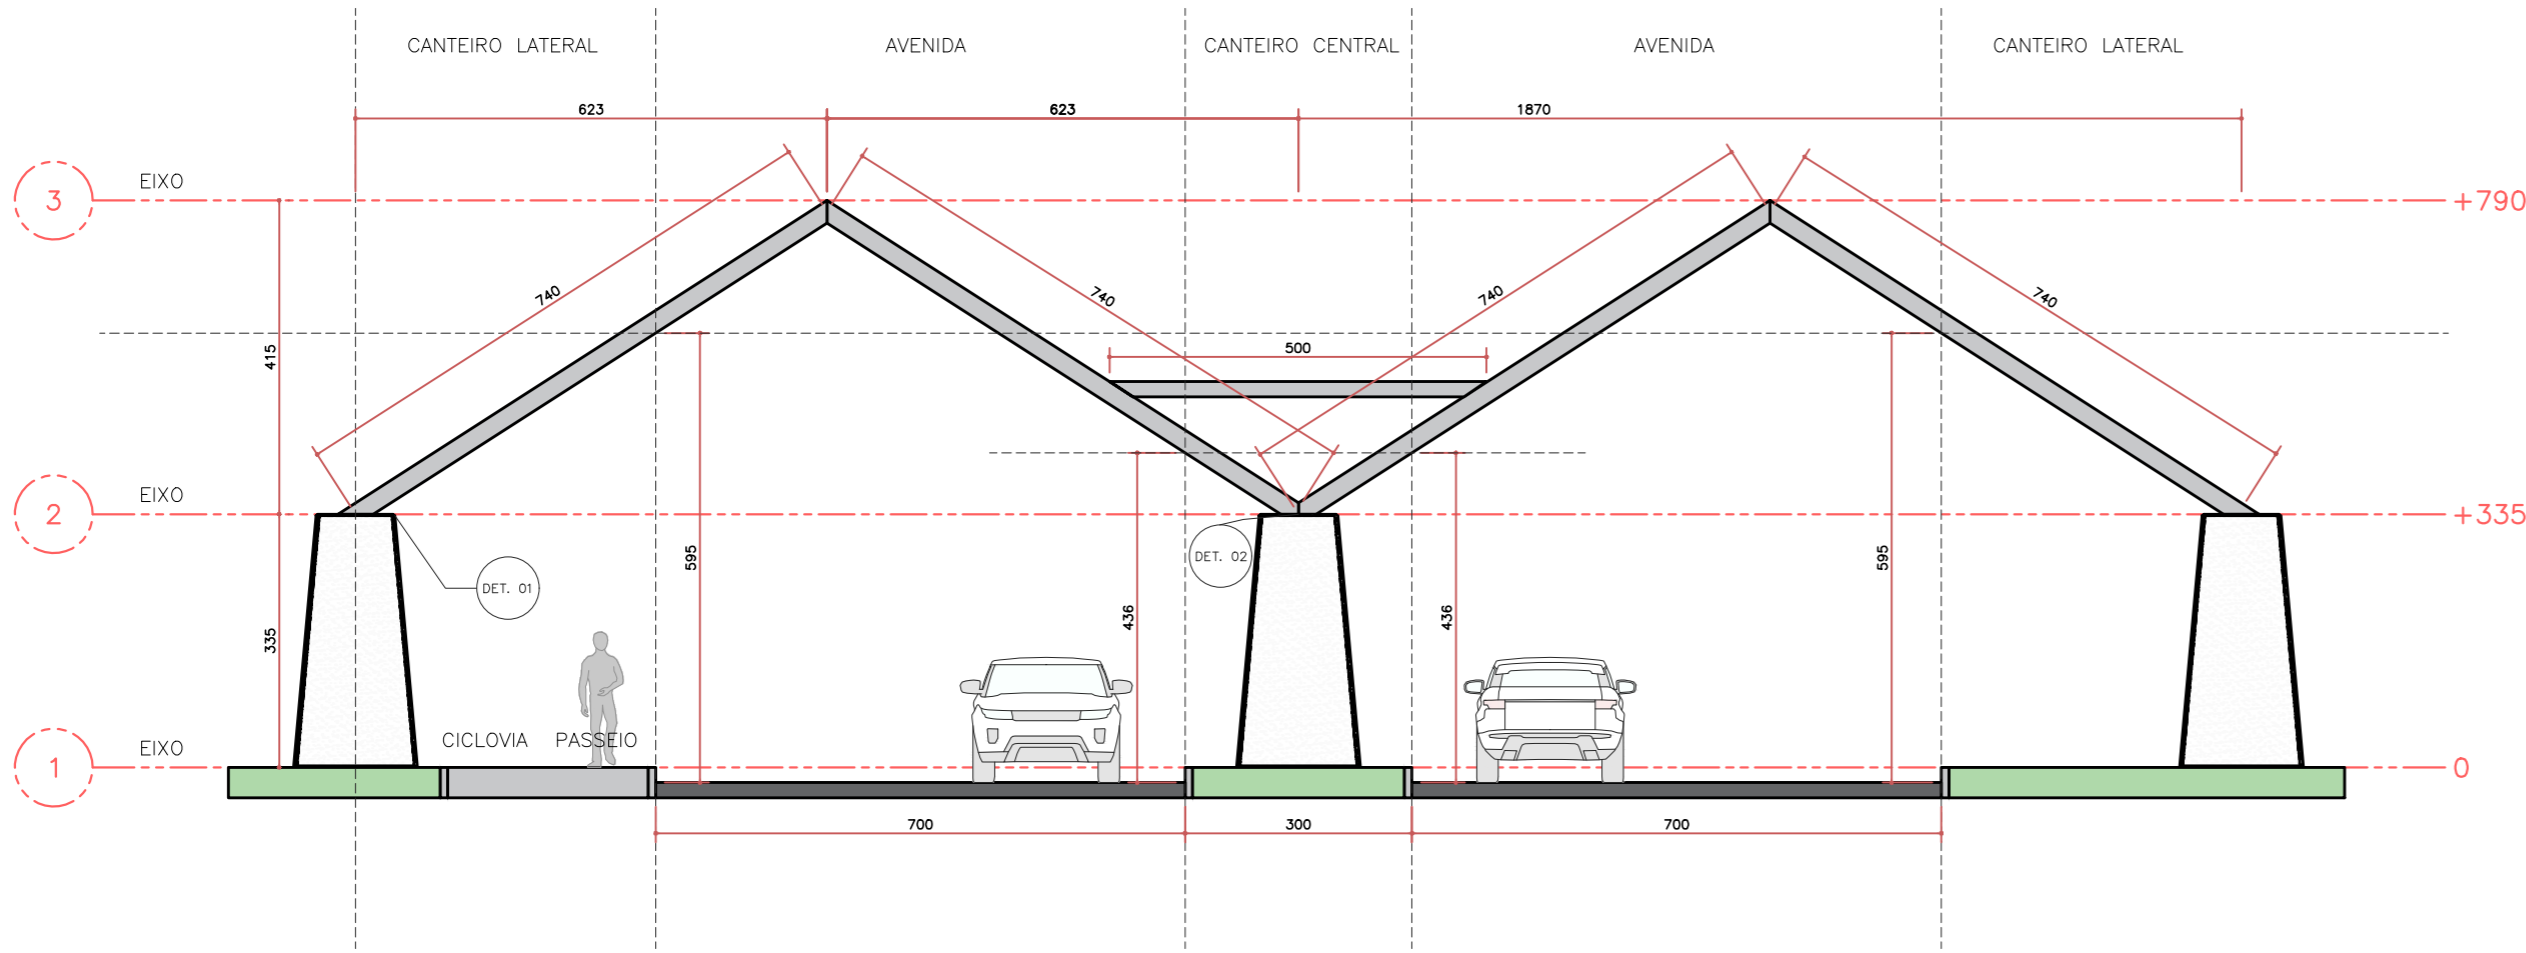 CANTEIRO LATERAL
AVENIDA
CANTEIRO CENTRAL
AVENIDA
CANTEIRO LATERAL
623
623
1870
3
EIXO
+790
740
740
740
740
415
500
2
EIXO
+335
595
DET. 01
DET. 02
595
436
436
335
CICLOVIA PASSEIO
1
EIXO
0
700
300
700